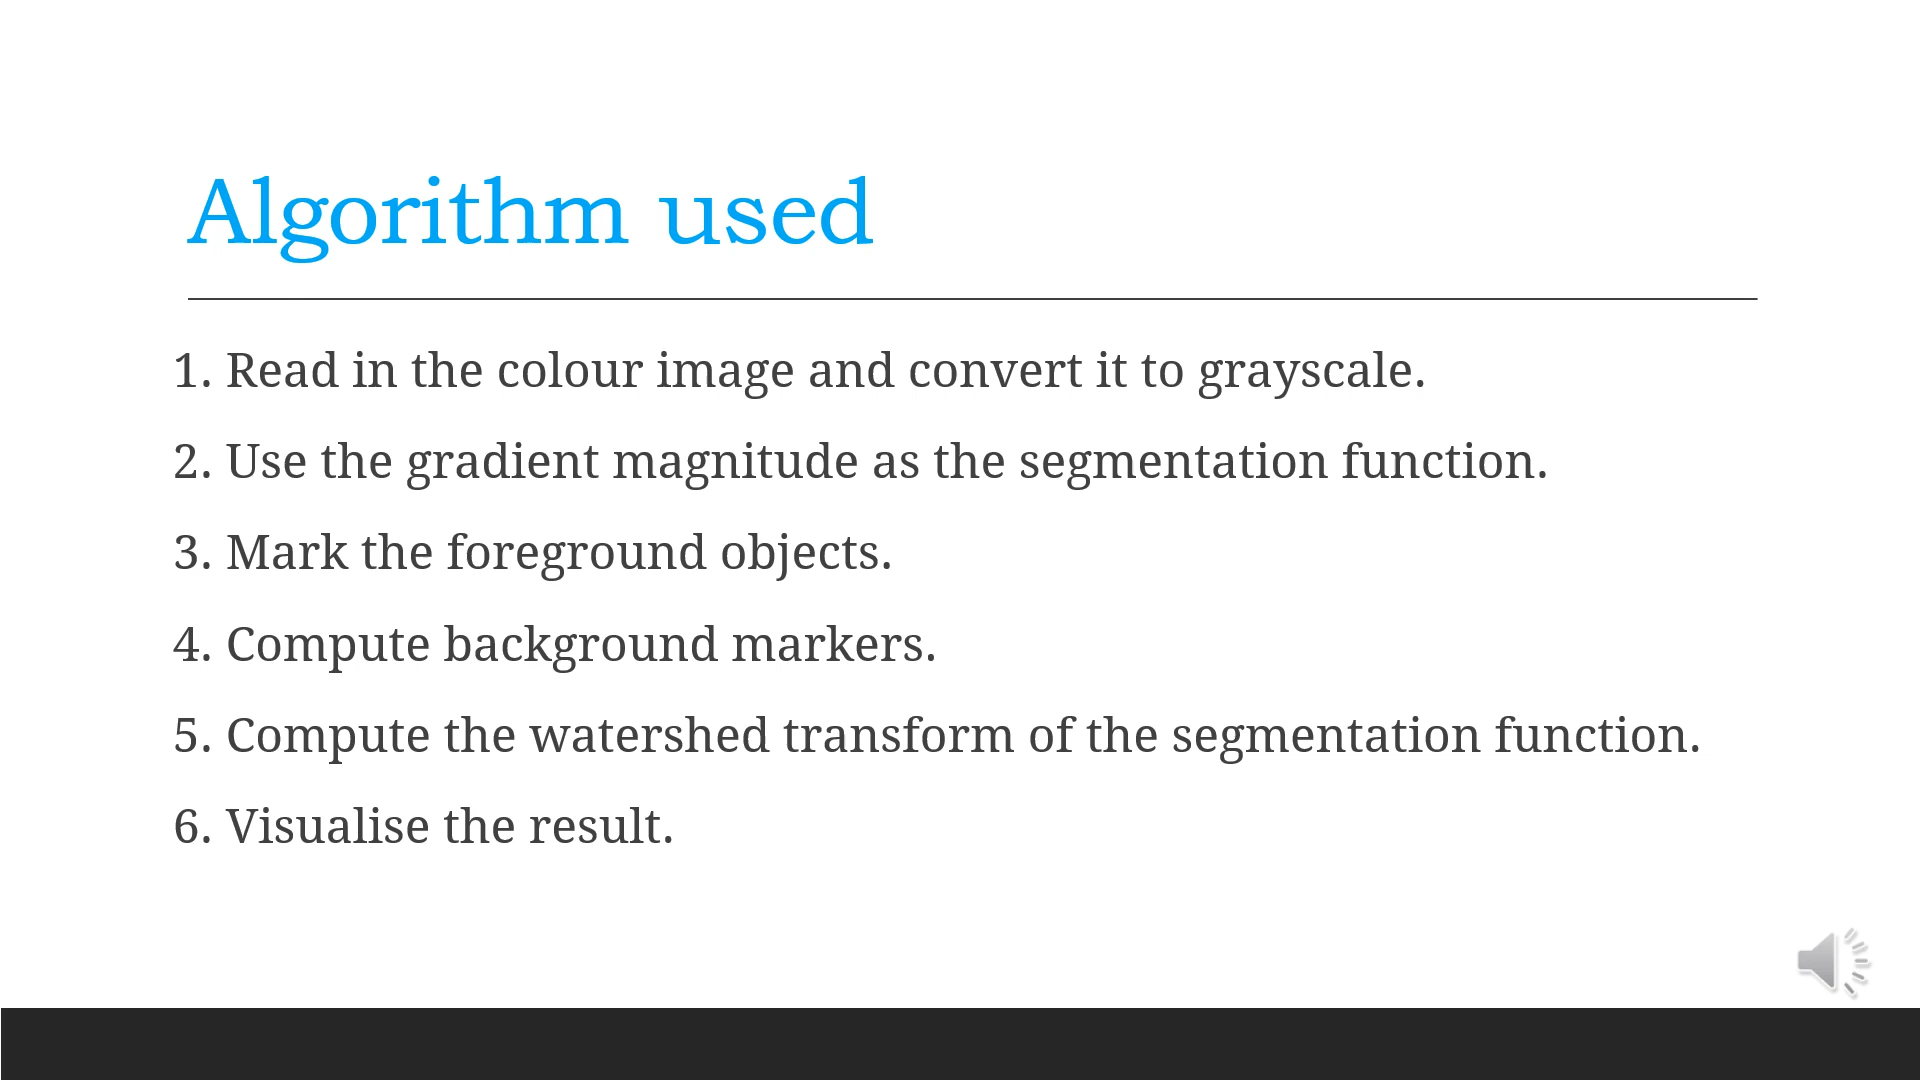 Algorithm used
1. Read in the colour image and convert it to grayscale.
2. Use the gradient magnitude as the segmentation function.
3. Mark the foreground objects.
4. Compute background markers.
5. Compute the watershed transform of the segmentation function.
6. Visualise the result.